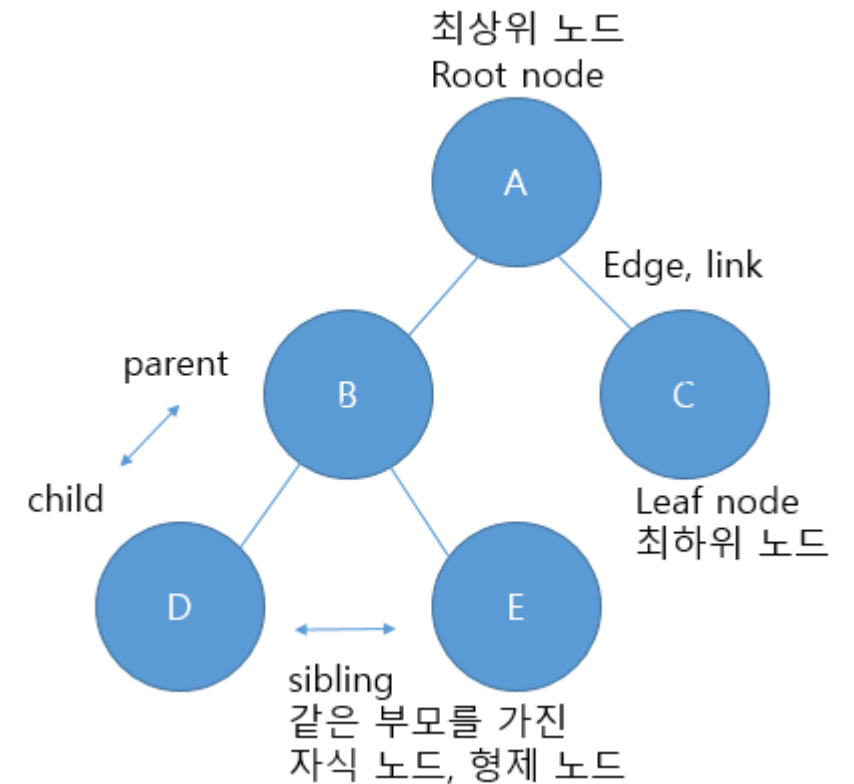 최상위 노드
Root node
A
Edge, link
parent
B
C
child
Leaf node
최하위 노드
D
E
sibling
같은 부모를 가진
자식 노드, 형제 노드